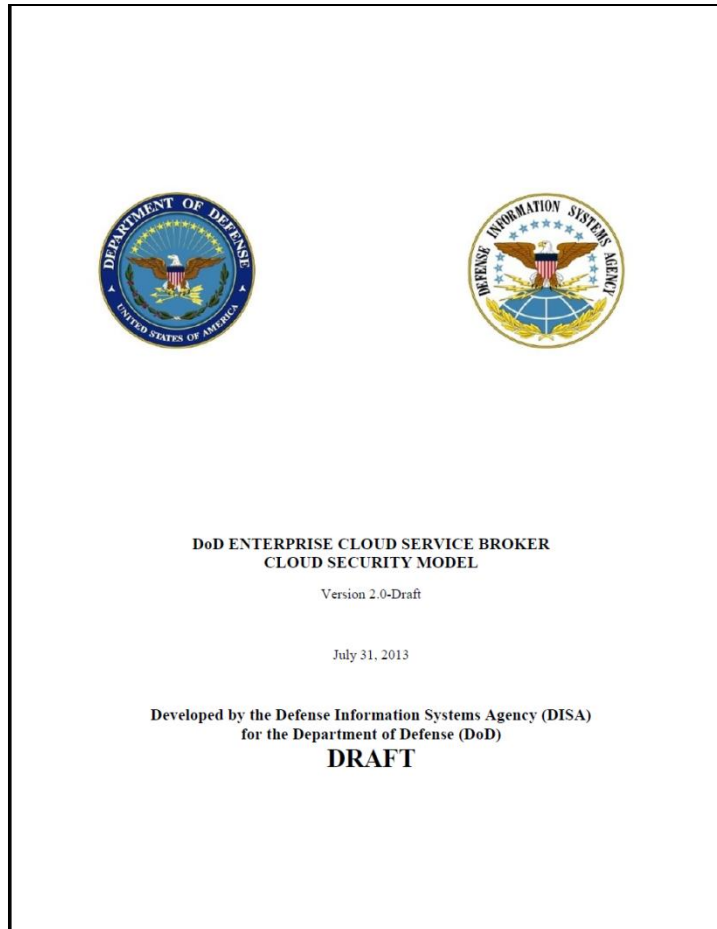 DEPARTMENT OF DEFENSE
UNITED STATES OF AMERICA
DEFENSE INFORMATION SYSTEMS AGENCY
DoD ENTERPRISE CLOUD SERVICE BROKER
CLOUD SECURITY MODEL
Version 2.0-Draft
July 31, 2013
Developed by the Defense Information Systems Agency (DISA)
for the Department of Defense (DoD)
DRAFT